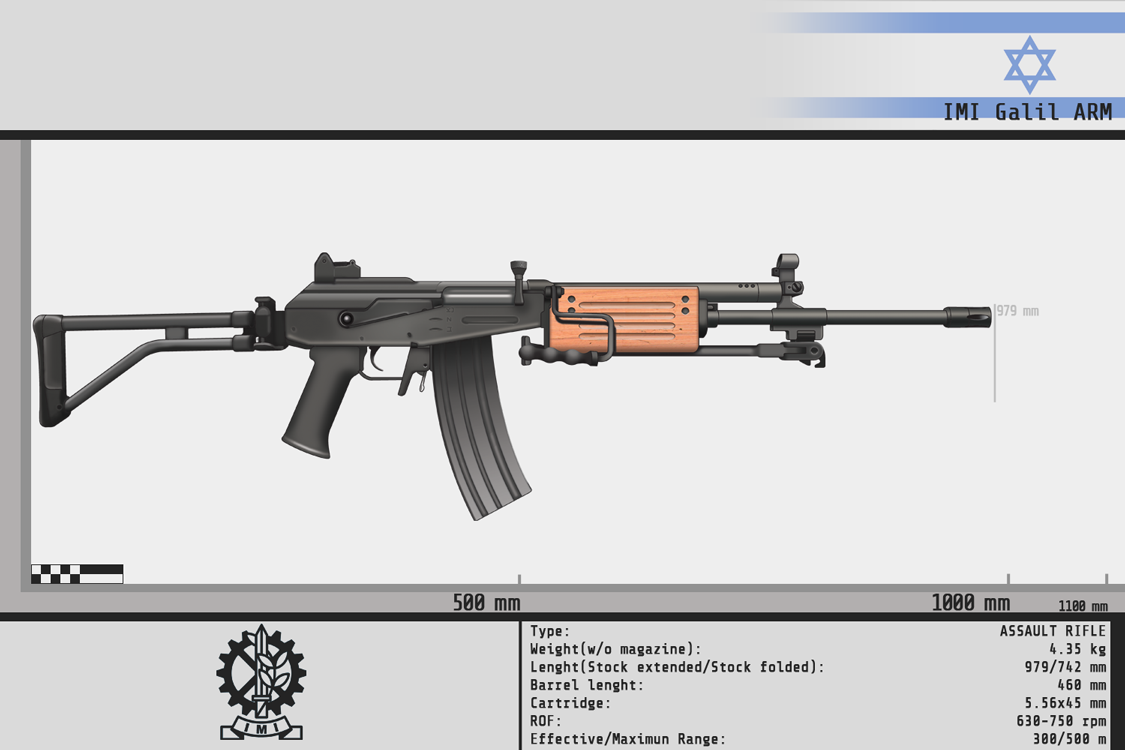 IMI Galil ARM
979 mm
500 mm
1000 mm
1100 mm
IMI
Type: ASSAULT RIFLE
Weight(w/o magazine): 4.35 kg
Lenght(Stock extended/Stock folded): 979/742 mm
Barrel lenght: 460 mm
Cartridge: 5.56x45 mm
ROF: 630-750 rpm
Effective/Maximun Range: 300/500 m